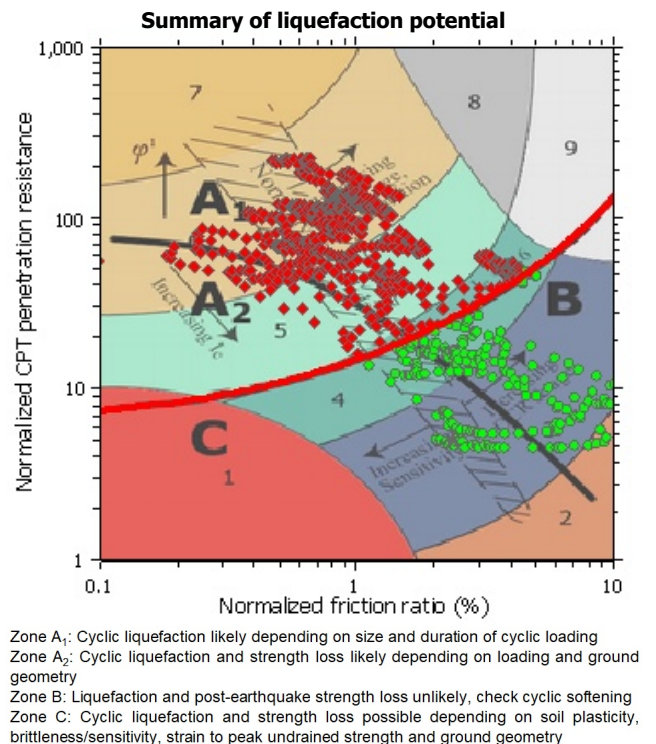 Summary of liquefaction potential
1,000
7
8
9
φ'
A1
100
6
A2
B
Increasing Ic
5
10
4
C
Increasing
Sensitivity
1
2
1
0.1
1
10
Normalized CPT penetration resistance
Normalized friction ratio (%)
Zone A1: Cyclic liquefaction likely depending on size and duration of cyclic loading
Zone A2: Cyclic liquefaction and strength loss likely depending on loading and ground
geometry
Zone B: Liquefaction and post-earthquake strength loss unlikely, check cyclic softening
Zone C: Cyclic liquefaction and strength loss possible depending on soil plasticity,
brittleness/sensitivity, strain to peak undrained strength and ground geometry